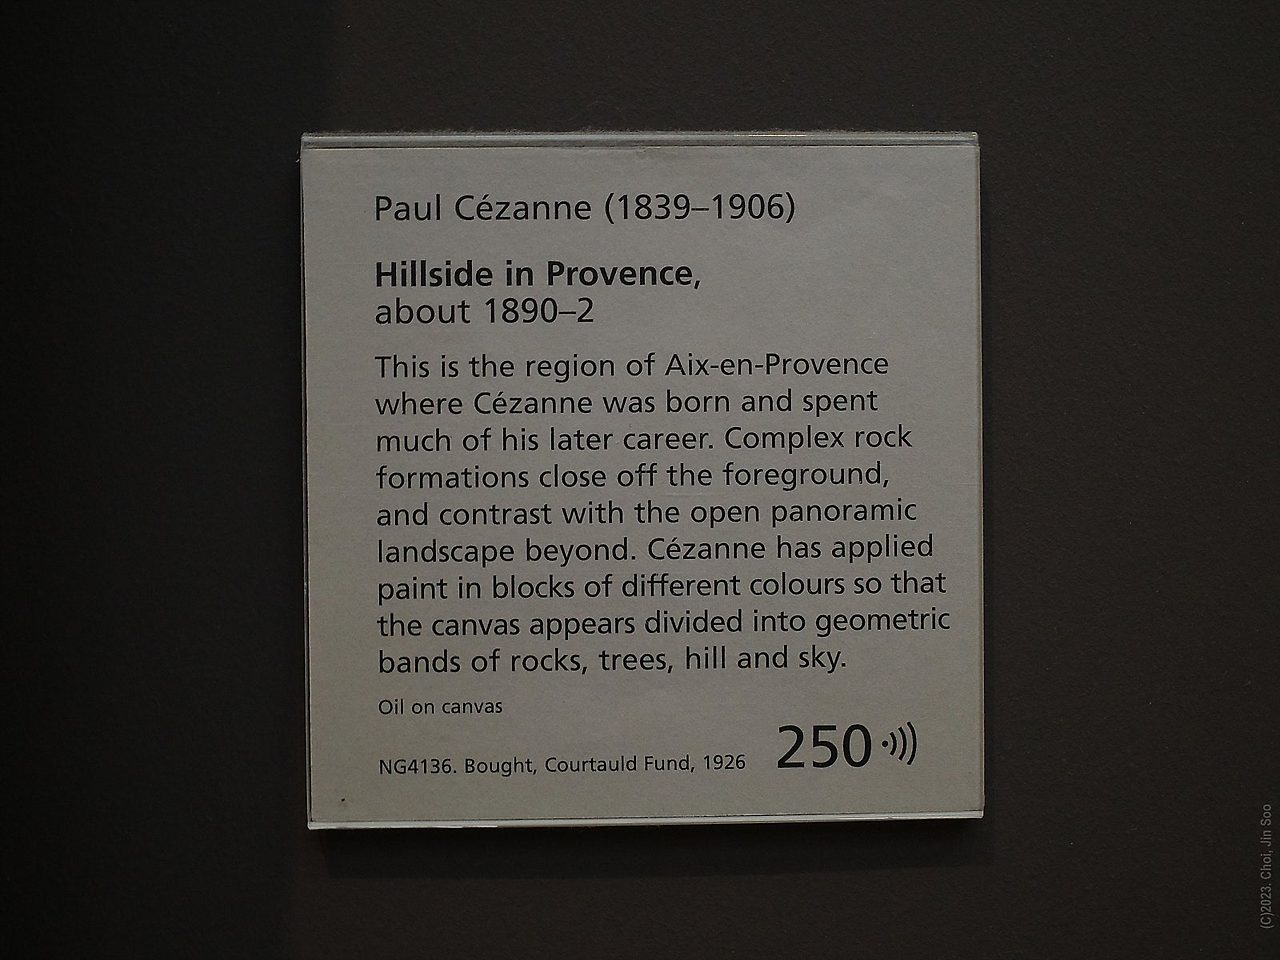 Paul Cézanne (1839–1906)
Hillside in Provence,
about 1890–2
This is the region of Aix-en-Provence
where Cézanne was born and spent
much of his later career. Complex rock
formations close off the foreground,
and contrast with the open panoramic
landscape beyond. Cézanne has applied
paint in blocks of different colours so that
the canvas appears divided into geometric
bands of rocks, trees, hill and sky.
Oil on canvas
NG4136. Bought, Courtauld Fund, 1926
250
(C)2023. Choi, Jin Soo